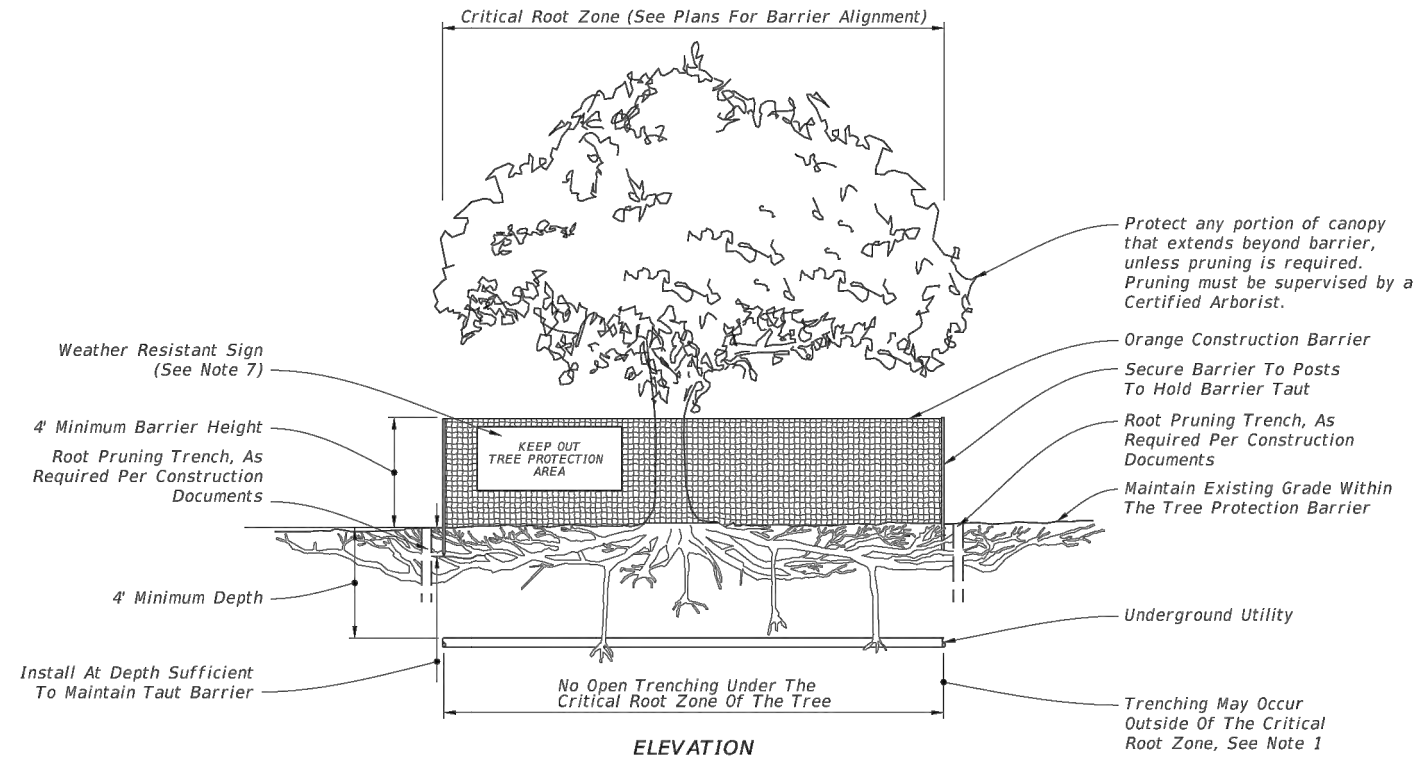 Critical Root Zone (See Plans For Barrier Alignment)
Protect any portion of canopy
that extends beyond barrier,
unless pruning is required.
Pruning must be supervised by a
Certified Arborist.
Orange Construction Barrier
Secure Barrier To Posts
To Hold Barrier Taut
Root Pruning Trench, As
Required Per Construction
Documents
Maintain Existing Grade Within
The Tree Protection Barrier
Underground Utility
Trenching May Occur
Outside Of The Critical
Root Zone, See Note 1
Weather Resistant Sign
(See Note 7)
4' Minimum Barrier Height
Root Pruning Trench, As
Required Per Construction
Documents
4' Minimum Depth
Install At Depth Sufficient
To Maintain Taut Barrier
KEEP OUT
TREE PROTECTION
AREA
No Open Trenching Under The
Critical Root Zone Of The Tree
ELEVATION